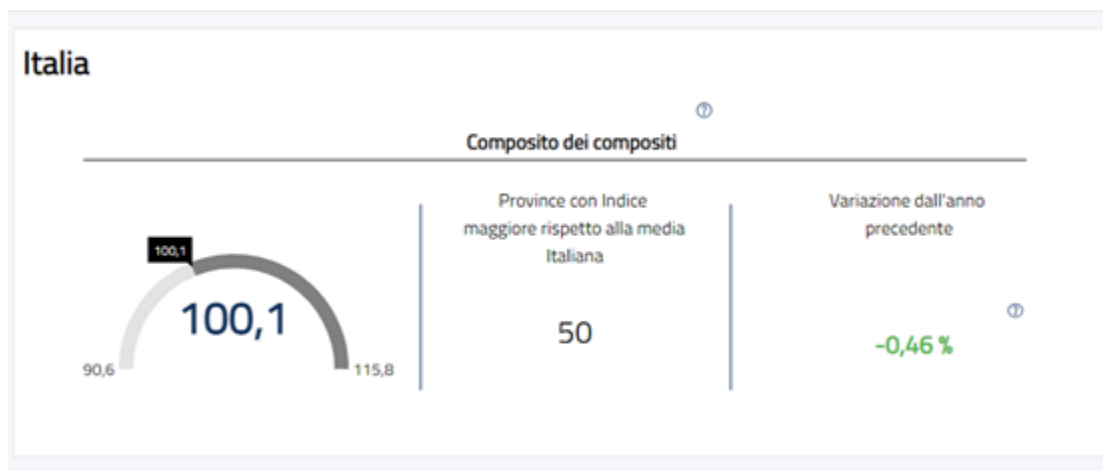 Italia
Composito dei compositi
100,1
100,1
90,6
115,8
Province con Indice
maggiore rispetto alla media
Italiana
50
Variazione dall'anno
precedente
-0,46 %